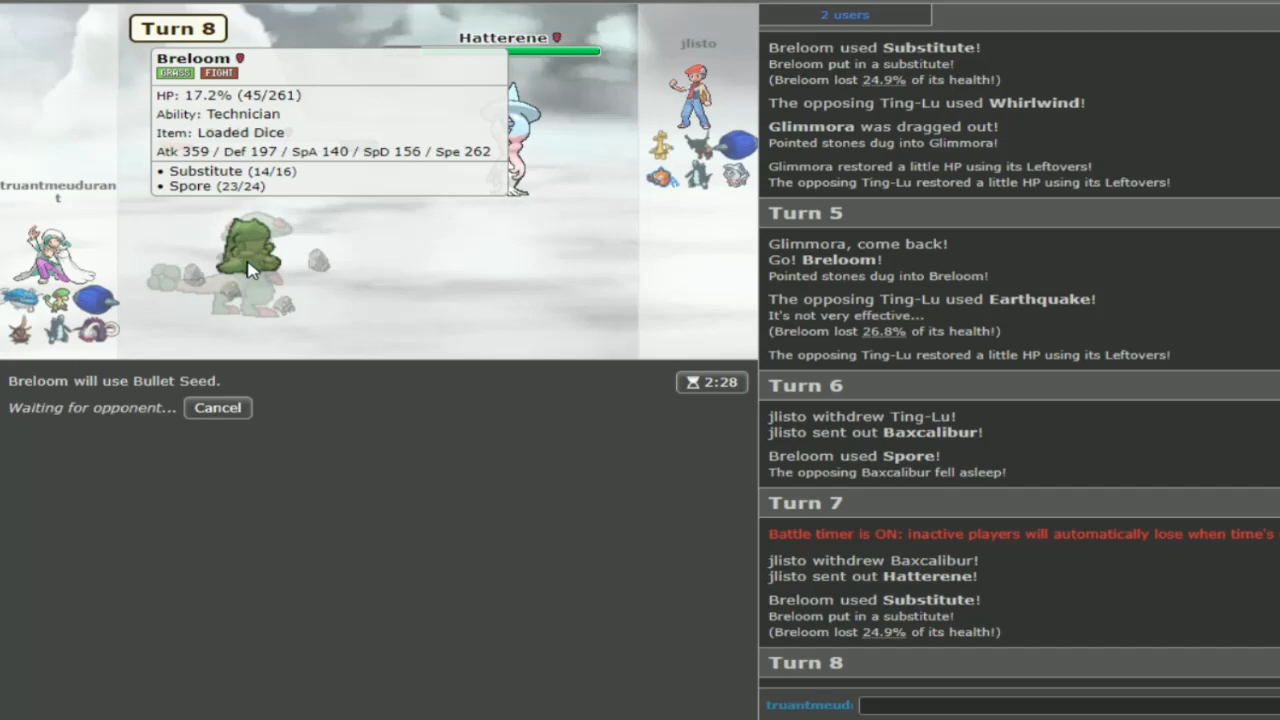 Turn 8
Hatterene
Breloom
GRASS FIGHT
HP: 17.2% (45/261)
Ability: Technician
Item: Loaded Dice
Atk 359 / Def 197 / SpA 140 / SpD 156 / Spe 262
• Substitute (14/16)
• Spore (23/24)
truantmeuduran
t
jlisto
Breloom will use Bullet Seed.
Waiting for opponent... Cancel
2:28
2 users
Breloom used Substitute!
Breloom put in a substitute!
(Breloom lost 24.9% of its health!)
The opposing Ting-Lu used Whirlwind!
Glimmora was dragged out!
Pointed stones dug into Glimmora!
Glimmora restored a little HP using its Leftovers!
The opposing Ting-Lu restored a little HP using its Leftovers!
Turn 5
Glimmora, come back!
Go! Breloom!
Pointed stones dug into Breloom!
The opposing Ting-Lu used Earthquake!
It's not very effective...
(Breloom lost 26.8% of its health!)
The opposing Ting-Lu restored a little HP using its Leftovers!
Turn 6
jlisto withdrew Ting-Lu!
jlisto sent out Baxcalibur!
Breloom used Spore!
The opposing Baxcalibur fell asleep!
Turn 7
Battle timer is ON: inactive players will automatically lose when time's
jlisto withdrew Baxcalibur!
jlisto sent out Hatterene!
Breloom used Substitute!
Breloom put in a substitute!
(Breloom lost 24.9% of its health!)
Turn 8
truantmeud: